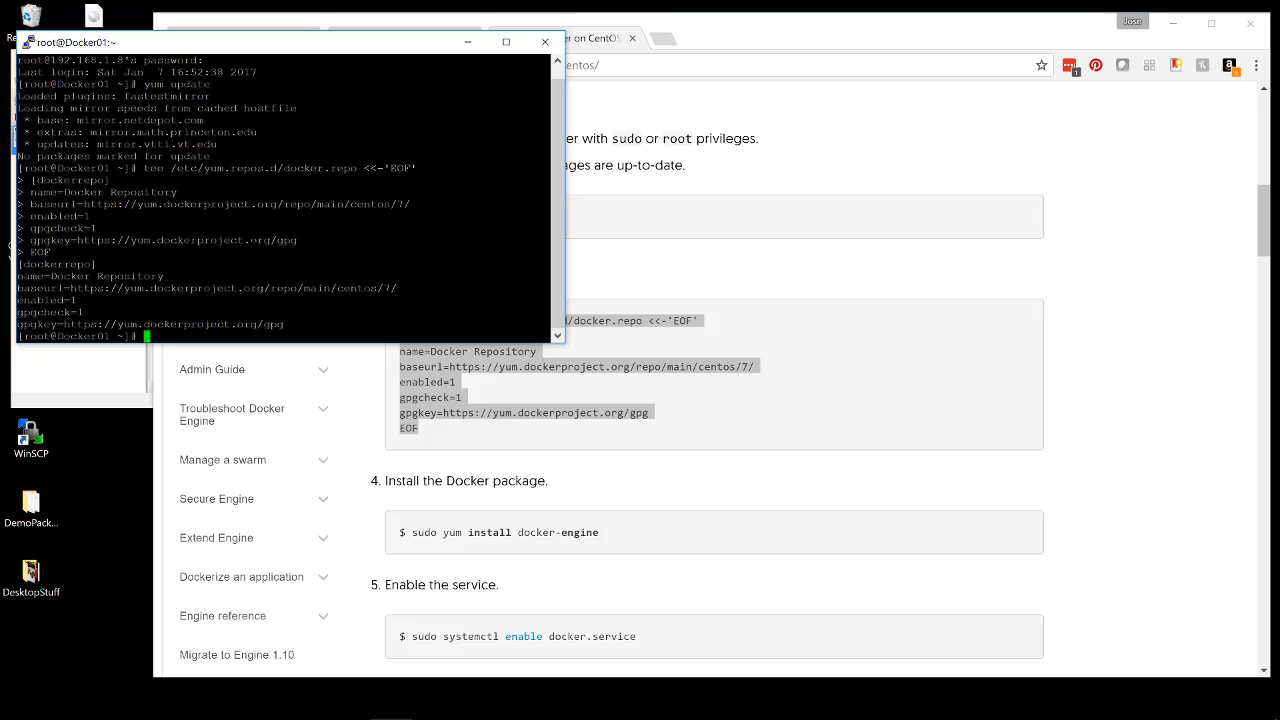 root@Docker01:~
root@192.168.1.8's password:
Last login: Sat Jan  7 16:52:38 2017
[root@Docker01 ~]# yum update
Loaded plugins: fastestmirror
Loading mirror speeds from cached hostfile
 * base: mirror.netdepot.com
 * extras: mirror.math.princeton.edu
 * updates: mirror.vtti.vt.edu
No packages marked for update
[root@Docker01 ~]# tee /etc/yum.repos.d/docker.repo <<-'EOF'
> [dockerrepo]
> name=Docker Repository
> baseurl=https://yum.dockerproject.org/repo/main/centos/7/
> enabled=1
> gpgcheck=1
> gpgkey=https://yum.dockerproject.org/gpg
> EOF
[dockerrepo]
name=Docker Repository
baseurl=https://yum.dockerproject.org/repo/main/centos/7/
enabled=1
gpgcheck=1
gpgkey=https://yum.dockerproject.org/gpg
[root@Docker01 ~]#
on CentOS
Jose
entos/
with sudo or root privileges.
ages are up-to-date.
/docker.repo <<-'EOF'
name=Docker Repository
baseurl=https://yum.dockerproject.org/repo/main/centos/7/
enabled=1
gpgcheck=1
gpgkey=https://yum.dockerproject.org/gpg
EOF
4. Install the Docker package.
$ sudo yum install docker-engine
5. Enable the service.
$ sudo systemctl enable docker.service
Admin Guide
Troubleshoot Docker
Engine
Manage a swarm
Secure Engine
Extend Engine
Dockerize an application
Engine reference
Migrate to Engine 1.10
WinSCP
DemoPack...
DesktopStuff